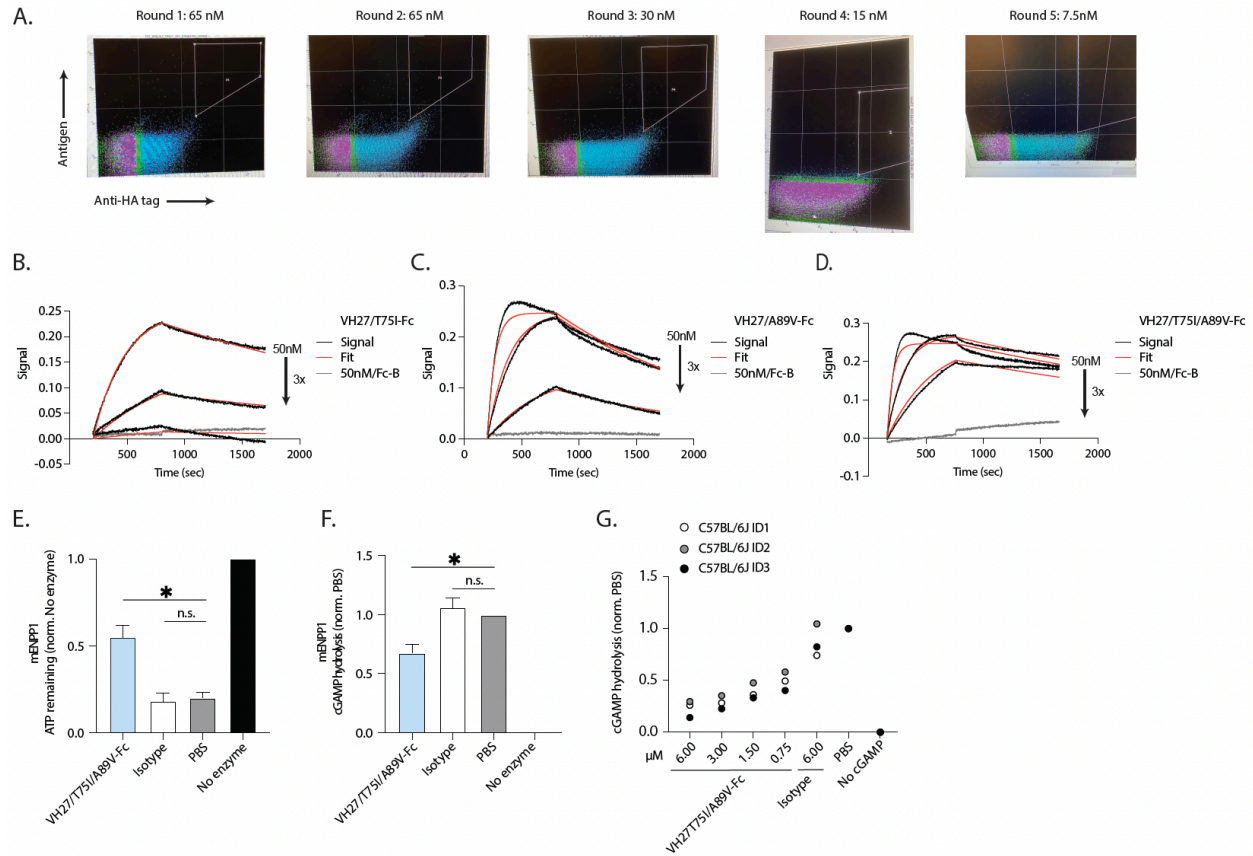 A.
Round 1: 65 nM
Round 2: 65 nM
Round 3: 30 nM
Round 4: 15 nM
Round 5: 7.5nM
Antigen
Anti-HA tag
B.
Signal
0.25
0.20
0.15
0.10
0.05
0.00
-0.05
500
1000
1500
2000
Time (sec)
VH27/T75I-Fc
Signal
Fit
50nM/Fc-B
50nM
3x
C.
Signal
0.3
0.2
0.1
0.0
500
1000
1500
2000
Time (sec)
VH27/A89V-Fc
Signal
Fit
50nM/Fc-B
50nM
3x
D.
Signal
0.3
0.2
0.1
0.0
-0.1
500
1000
1500
2000
Time (sec)
VH27/T75I/A89V-Fc
Signal
Fit
50nM/Fc-B
50nM
3x
E.
mENPP1
ATP remaining (norm. No enzyme)
1.0
0.5
0.0
*
n.s.
VH27/T75I/A89V-Fc
Isotype
PBS
No enzyme
F.
mENPP1
cGAMP hydrolysis (norm. PBS)
1.5
1.0
0.5
0.0
*
n.s.
VH27/T75I/A89V-Fc
Isotype
PBS
No enzyme
G.
C57BL/6J ID1
C57BL/6J ID2
C57BL/6J ID3
cGAMP hydrolysis (norm. PBS)
1.5
1.0
0.5
0.0
µM
6.00
3.00
1.50
0.75
6.00
PBS
No cGAMP
VH27T75I/A89V-Fc
Isotype